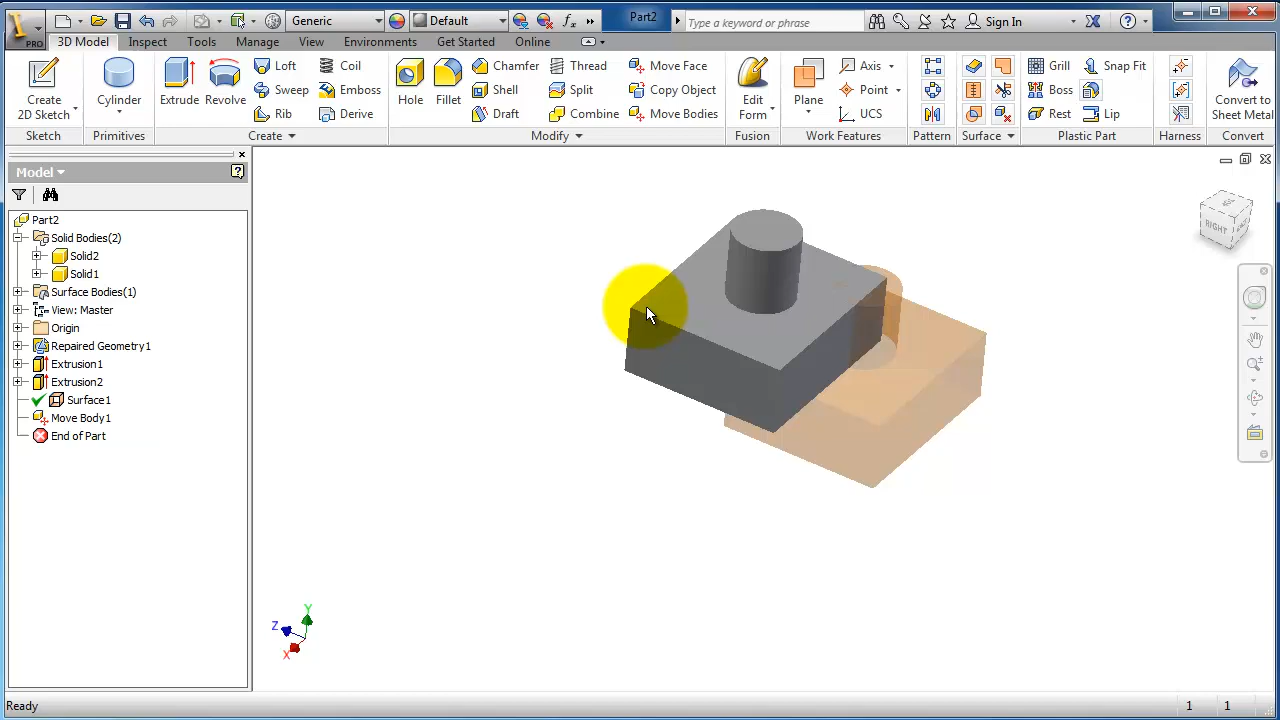 Generic
Default
Part2
Type a keyword or phrase
Sign In
PRO
3D Model
Inspect
Tools
Manage
View
Environments
Get Started
Online
Create
2D Sketch
Cylinder
Extrude
Revolve
Loft
Sweep
Rib
Coil
Emboss
Derive
Hole
Fillet
Chamfer
Shell
Draft
Thread
Split
Combine
Move Face
Copy Object
Move Bodies
Edit
Form
Plane
Axis
Point
UCS
Grill
Boss
Rest
Snap Fit
Lip
Convert to
Sheet Metal
Sketch
Primitives
Create
Modify
Fusion
Work Features
Pattern
Surface
Plastic Part
Harness
Convert
Model
Part2
Solid Bodies(2)
Solid2
Solid1
Surface Bodies(1)
View: Master
Origin
Repaired Geometry1
Extrusion1
Extrusion2
Surface1
Move Body1
End of Part
RIGHT
Y
Z
X
Ready
1
1